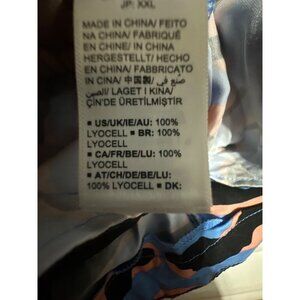 JP: XXL
MADE IN CHINA/ FEITO
NA CHINA/ FABRIQUÉ
EN CHINE/ IN CHINA
HERGESTELLT/ HECHO
EN CHINA/ FABBRICATO
IN CINA/ 中国製/ صنع في
الصين/ LAGET I KINA/
ÇİN'DE ÜRETİLMİŞTİR
▪ US/UK/IE/AU: 100%
LYOCELL ▪ BR: 100%
LYOCELL
▪ CA/FR/BE/LU: 100%
LYOCELL
▪ AT/CH/DE/BE/LU:
100% LYOCELL ▪ DK: